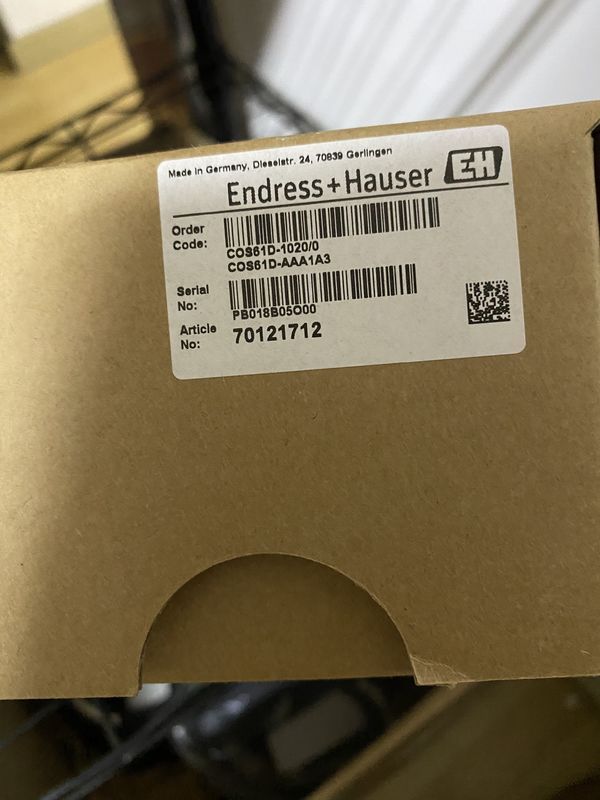 Made in Germany, Dieselstr. 24, 70839 Gerlingen
Endress+Hauser EH
Order Code: COS61D-1020/0
COS61D-AAA1A3
Serial No: PB018B05O00
Article No: 70121712